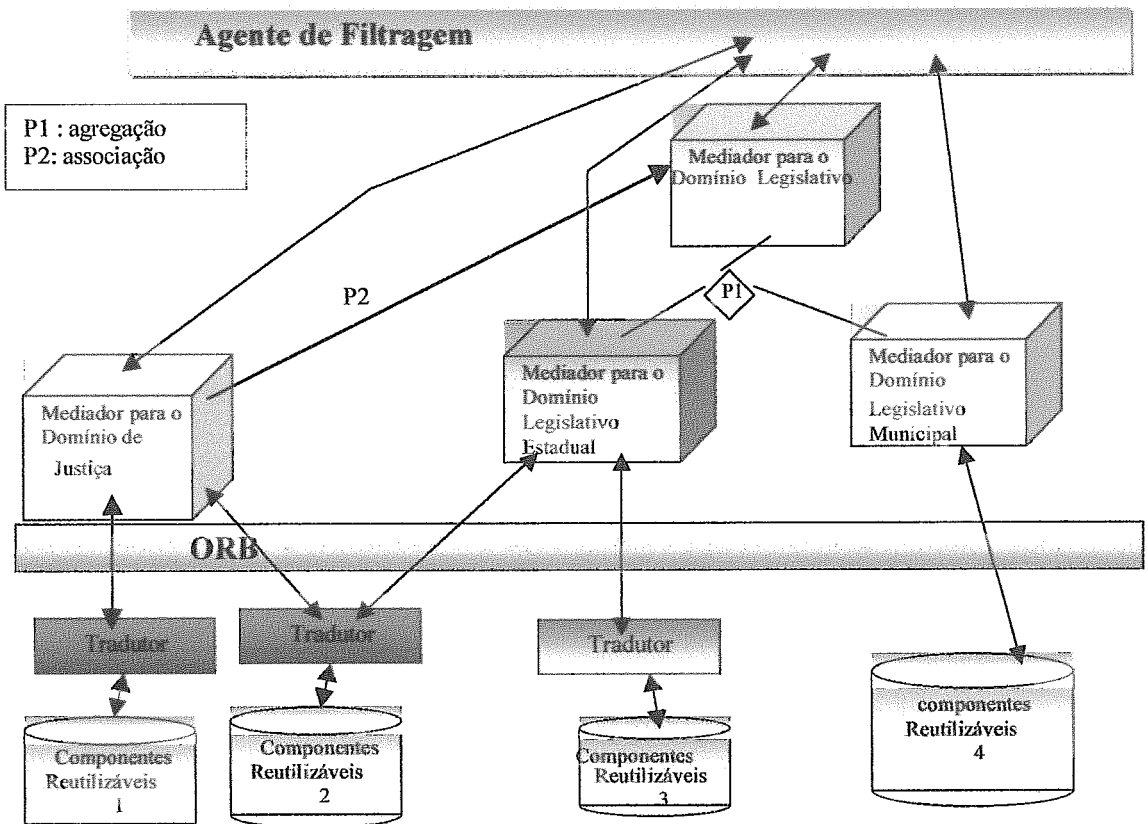 Agente de Filtragem
P1 : agregação
P2: associação
Mediador para o
Domínio Legislativo
P2
P1
Mediador para o
Domínio de
Justiça
Mediador para o
Domínio
Legislativo
Estadual
Mediador para o
Domínio
Legislativo
Municipal
ORB
Tradutor
Tradutor
Tradutor
Componentes
Reutilizáveis
1
Componentes
Reutilizáveis
2
Componentes
Reutilizáveis
3
componentes
Reutilizáveis
4